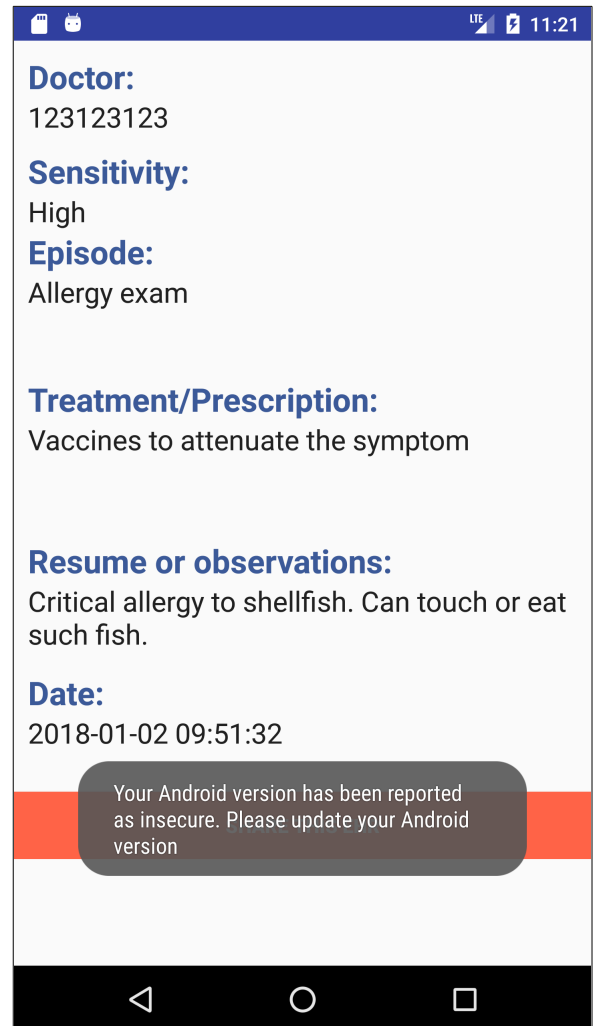 LTE 11:21
Doctor:
123123123
Sensitivity:
High
Episode:
Allergy exam
Treatment/Prescription:
Vaccines to attenuate the symptom
Resume or observations:
Critical allergy to shellfish. Can touch or eat
such fish.
Date:
2018-01-02 09:51:32
Your Android version has been reported
as insecure. Please update your Android
version